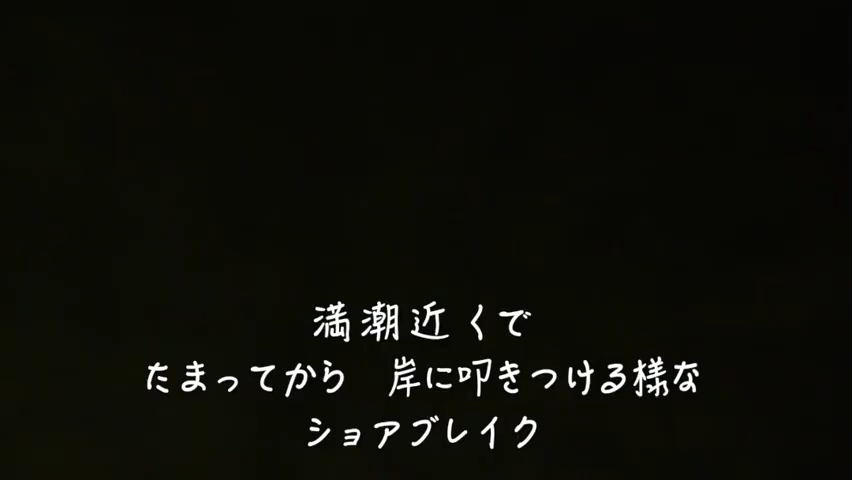 満潮近くで
たまってから　岸に叩きつける様な
ショアブレイク